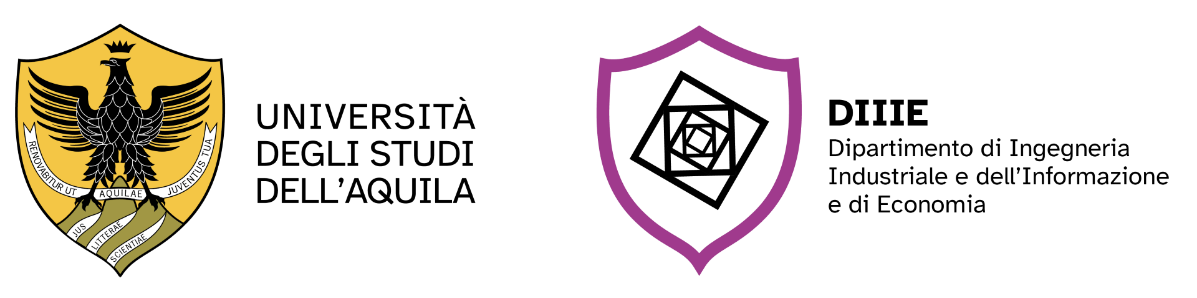 RENOVABITUR UT AQUILAE JUVENTUS TUA
JUS
LITTERAE
SCIENTIAE
UNIVERSITÀ
DEGLI STUDI
DELL'AQUILA
DIIIE
Dipartimento di Ingegneria
Industriale e dell'Informazione
e di Economia